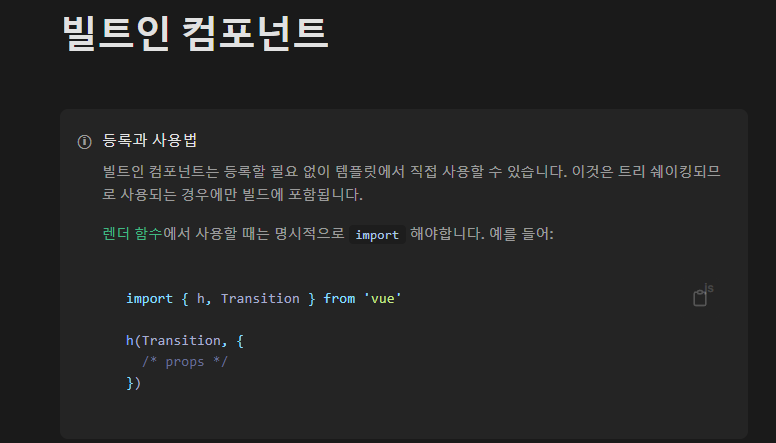 빌트인 컴포넌트
등록과 사용법
빌트인 컴포넌트는 등록할 필요 없이 템플릿에서 직접 사용할 수 있습니다. 이것은 트리 쉐이킹되므
로 사용되는 경우에만 빌드에 포함됩니다.
렌더 함수에서 사용할 때는 명시적으로 import 해야합니다. 예를 들어:
js
import { h, Transition } from 'vue'
h(Transition, {
  /* props */
})